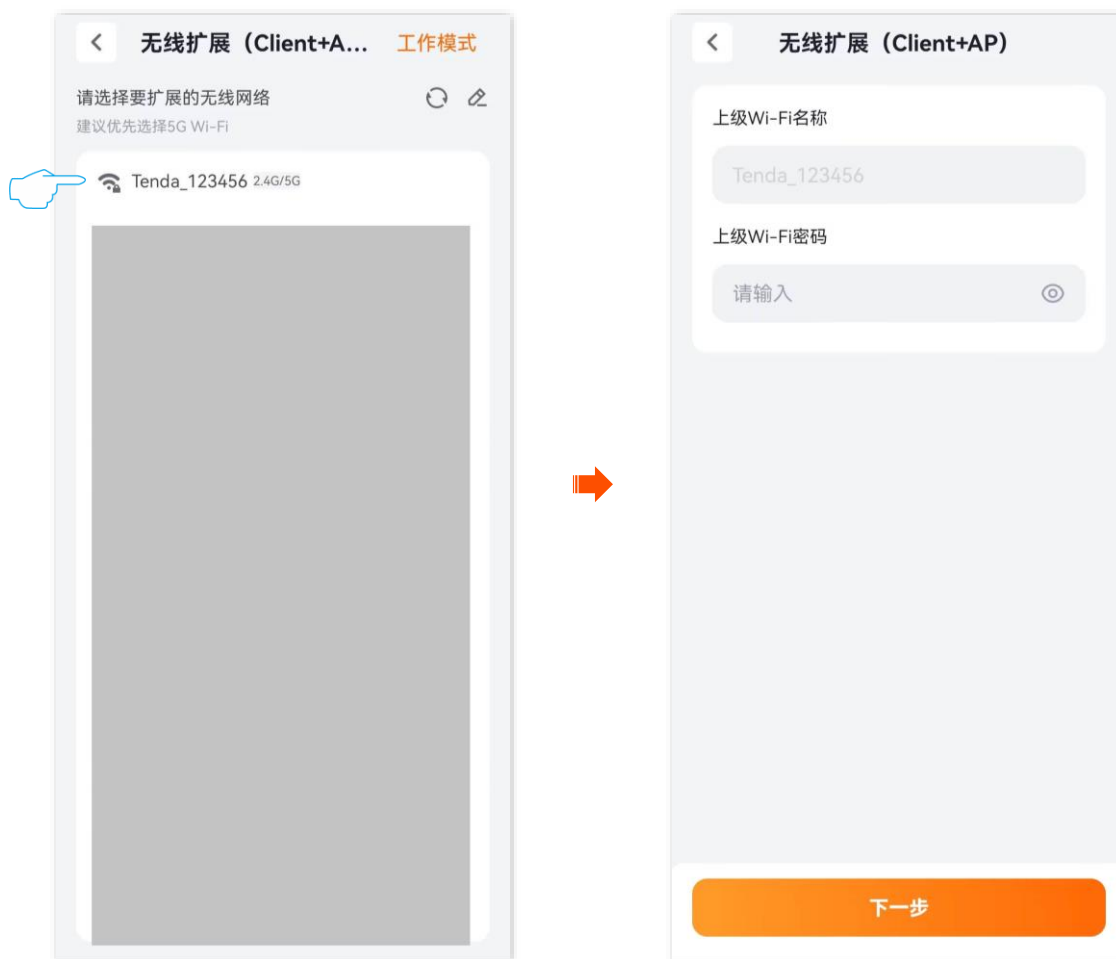 无线扩展（Client+A... 工作模式
请选择要扩展的无线网络
建议优先选择5G Wi-Fi
Tenda_123456 2.4G/5G
无线扩展（Client+AP）
上级Wi-Fi名称
Tenda_123456
上级Wi-Fi密码
请输入
下一步